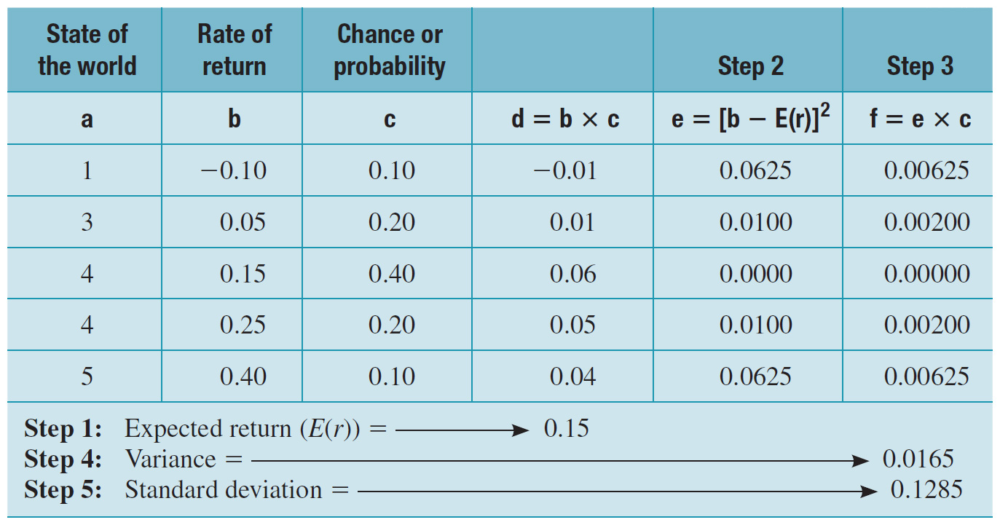 State of the world | Rate of return | Chance or probability | | Step 2 | Step 3
a | b | c | d = b × c | e = [b − E(r)]² | f = e × c
1 | −0.10 | 0.10 | −0.01 | 0.0625 | 0.00625
3 | 0.05 | 0.20 | 0.01 | 0.0100 | 0.00200
4 | 0.15 | 0.40 | 0.06 | 0.0000 | 0.00000
4 | 0.25 | 0.20 | 0.05 | 0.0100 | 0.00200
5 | 0.40 | 0.10 | 0.04 | 0.0625 | 0.00625
Step 1: Expected return (E(r)) = 0.15
Step 4: Variance = 0.0165
Step 5: Standard deviation = 0.1285